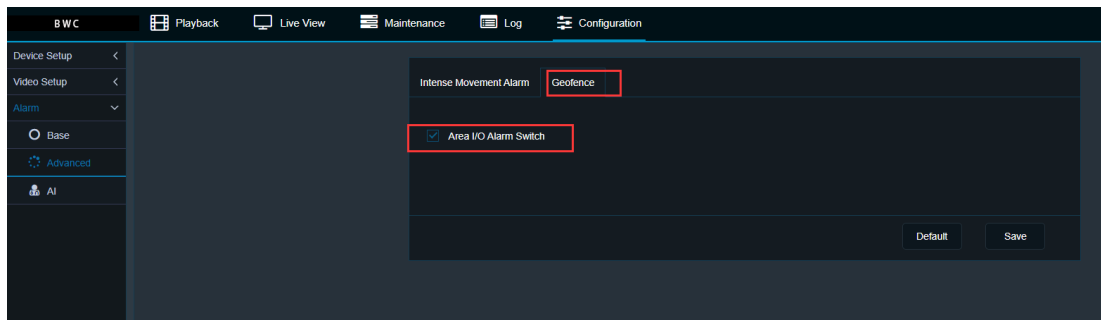 BWC
Playback
Live View
Maintenance
Log
Configuration
Device Setup
Video Setup
Alarm
Base
Advanced
AI
Intense Movement Alarm
Geofence
Area I/O Alarm Switch
Default
Save